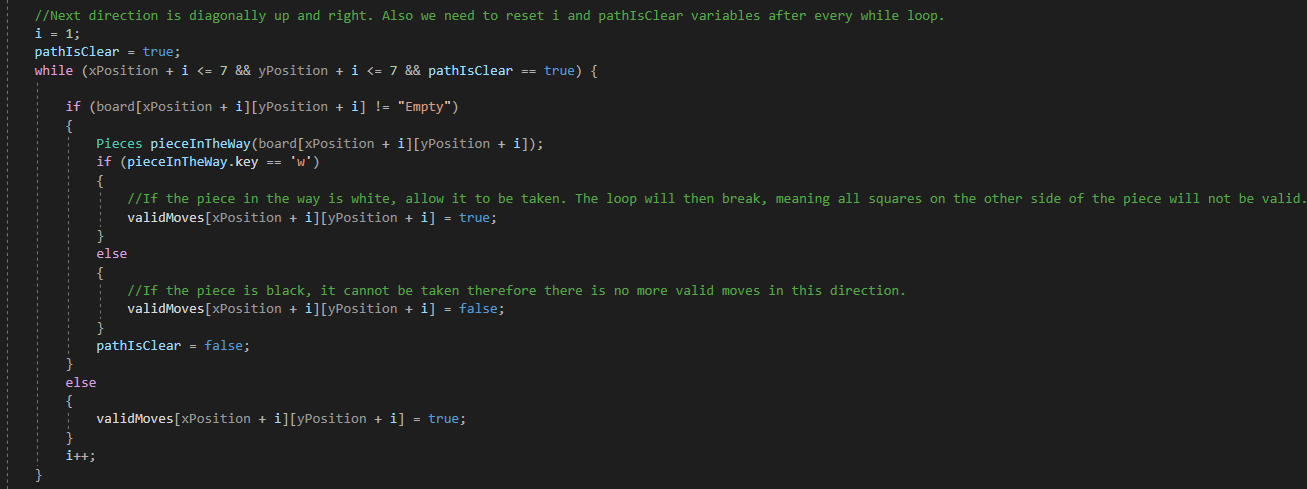 //Next direction is diagonally up and right. Also we need to reset i and pathIsClear variables after every while loop.
i = 1;
pathIsClear = true;
while (xPosition + i <= 7 && yPosition + i <= 7 && pathIsClear == true) {
if (board[xPosition + i][yPosition + i] != "Empty")
{
Pieces pieceInTheWay(board[xPosition + i][yPosition + i]);
if (pieceInTheWay.key == 'w')
{
//If the piece in the way is white, allow it to be taken. The loop will then break, meaning all squares on the other side of the piece will not be valid.
validMoves[xPosition + i][yPosition + i] = true;
}
else
{
//If the piece is black, it cannot be taken therefore there is no more valid moves in this direction.
validMoves[xPosition + i][yPosition + i] = false;
}
pathIsClear = false;
}
else
{
validMoves[xPosition + i][yPosition + i] = true;
}
i++;
}